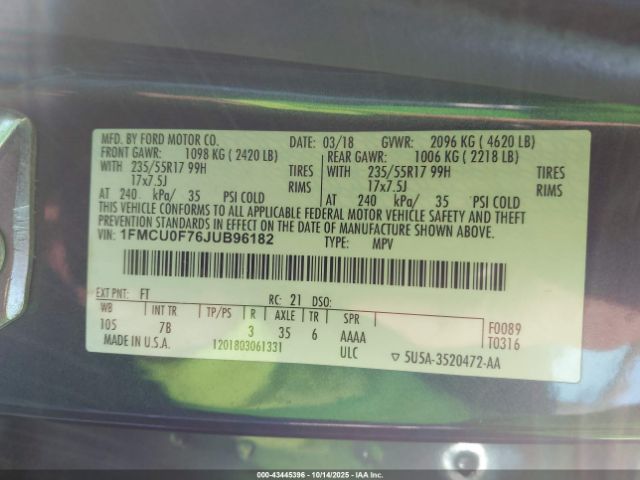 MFD. BY FORD MOTOR CO. DATE: 03/18 GVWR: 2096 KG ( 4620 LB)
FRONT GAWR: 1098 KG ( 2420 LB) REAR GAWR: 1006 KG ( 2218 LB)
WITH 235/55R17 99H TIRES WITH 235/55R17 99H TIRES
17x7.5J RIMS 17x7.5J RIMS
AT 240 kPa/ 35 PSI COLD AT 240 kPa/ 35 PSI COLD
THIS VEHICLE CONFORMS TO ALL APPLICABLE FEDERAL MOTOR VEHICLE SAFETY AND THEFT
PREVENTION STANDARDS IN EFFECT ON THE DATE OF MANUFACTURE SHOWN ABOVE.
VIN: 1FMCU0F76JUB96182 TYPE: MPV
EXT PNT: FT RC: 21 DSO:
WB INT TR TP/PS R AXLE TR SPR F0089
105 7B 3 35 6 AAAA T0316
MADE IN U.S.A. 1201803061331 ULC ▽ 5U5A-3520472-AA
000-43445396 - 10/14/2025 - COPYRIGHT IAA, Inc.